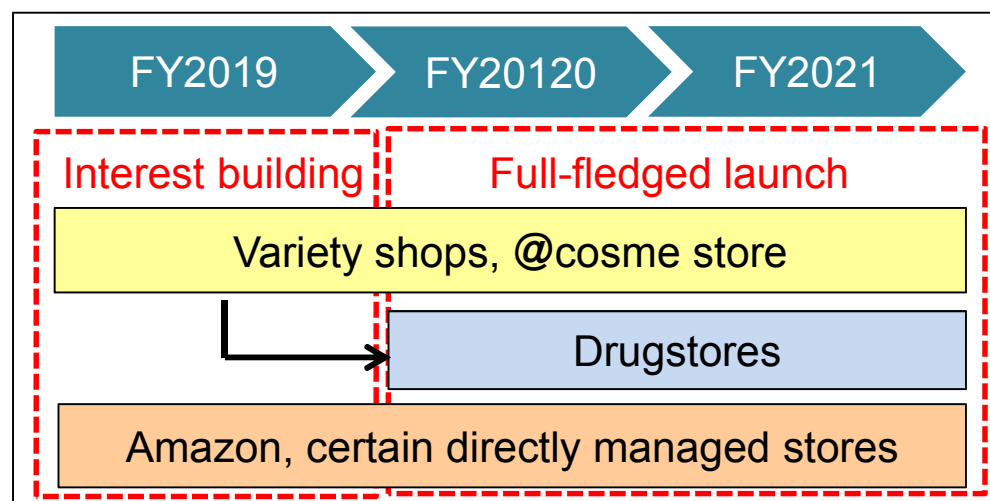 FY2019
FY20120
FY2021
Interest building
Full-fledged launch
Variety shops, @cosme store
Drugstores
Amazon, certain directly managed stores